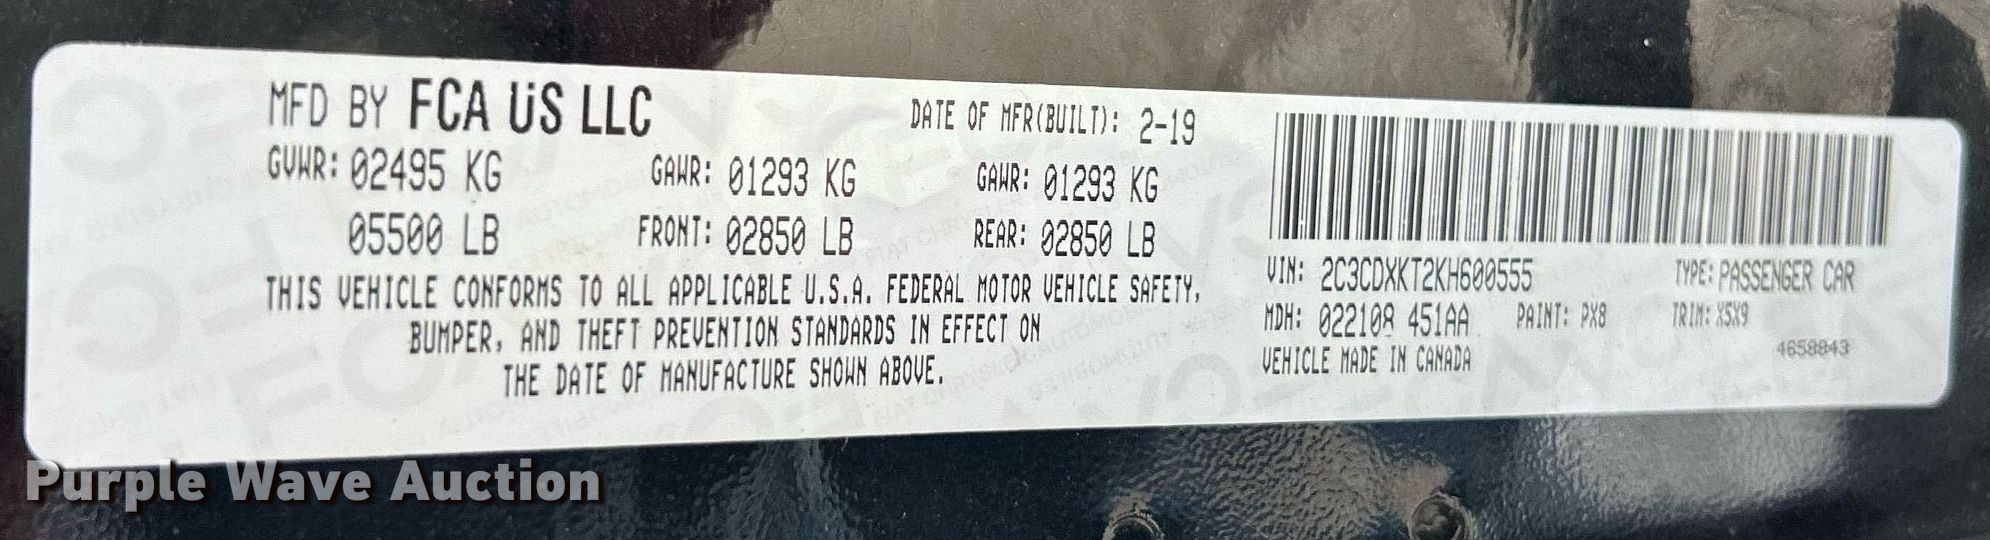 MFD BY FCA US LLC DATE OF MFR(BUILT): 2-19
GVWR: 02495 KG GAWR: 01293 KG GAWR: 01293 KG
05500 LB FRONT: 02850 LB REAR: 02850 LB
THIS VEHICLE CONFORMS TO ALL APPLICABLE U.S.A. FEDERAL MOTOR VEHICLE SAFETY,
BUMPER, AND THEFT PREVENTION STANDARDS IN EFFECT ON
THE DATE OF MANUFACTURE SHOWN ABOVE.
VIN: 2C3CDXKT2KH600555 TYPE: PASSENGER CAR
MDH: 022108 451AA PAINT: PX8 TRIM: X5X9
VEHICLE MADE IN CANADA 4658843
Purple Wave Auction